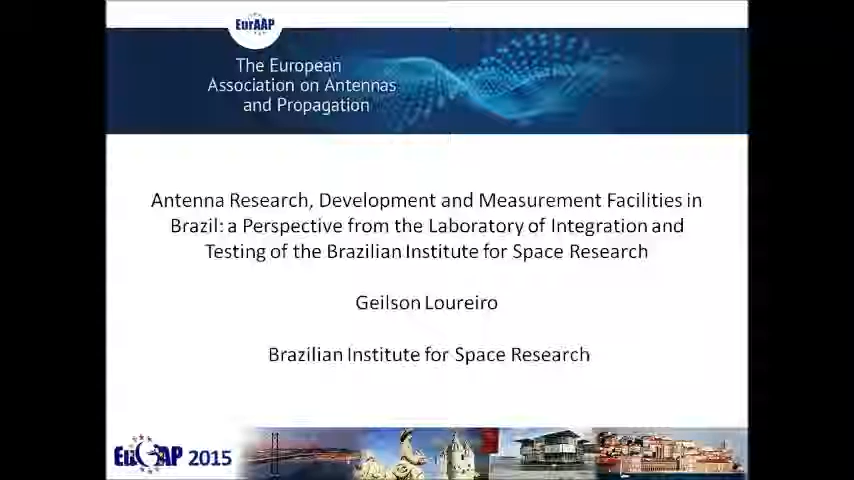 EurAAP
The European
Association on Antennas
and Propagation
Antenna Research, Development and Measurement Facilities in
Brazil: a Perspective from the Laboratory of Integration and
Testing of the Brazilian Institute for Space Research
Geilson Loureiro
Brazilian Institute for Space Research
EuCAP 2015